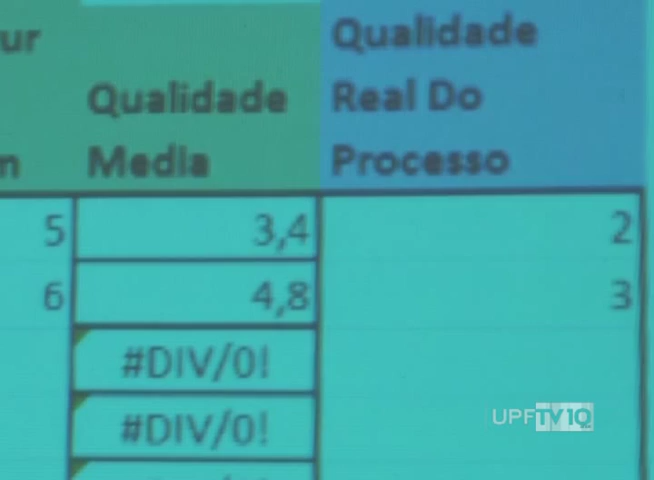 ur
Qualidade
Qualidade
Real Do
n
Media
Processo
5
3,4
2
6
4,8
3
#DIV/0!
#DIV/0!
UPFTV10